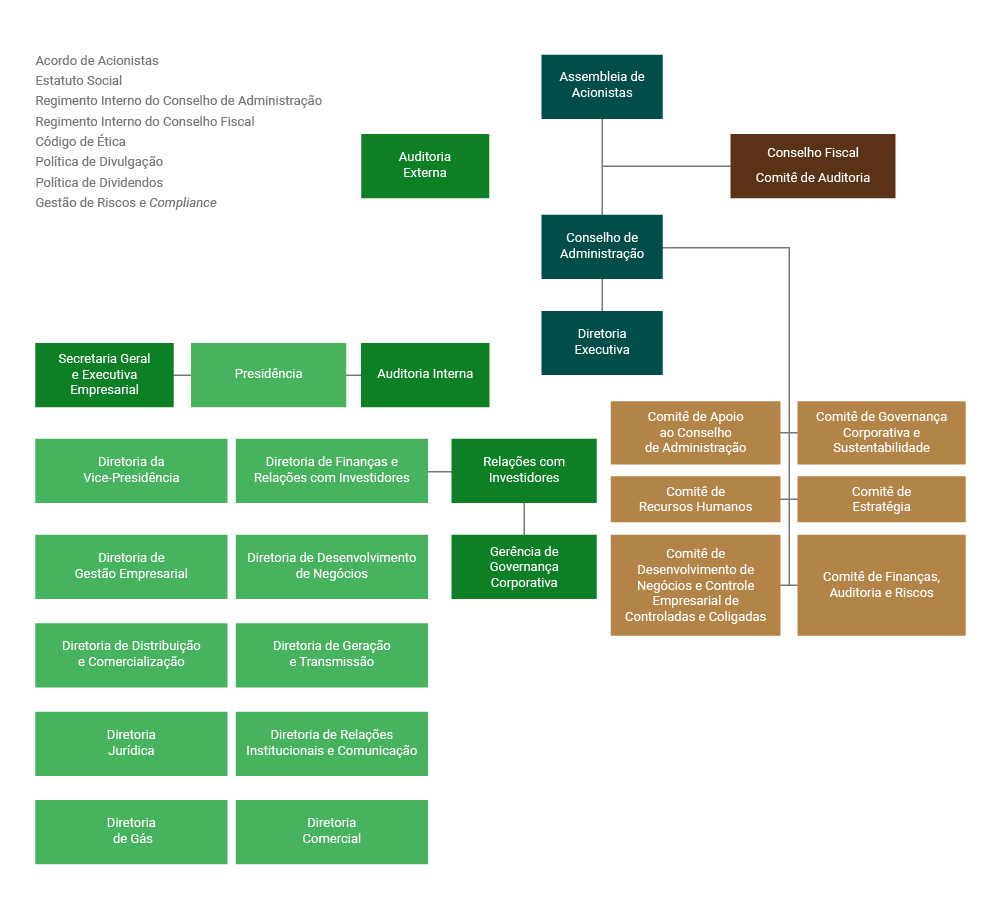 Acordo de Acionistas
Estatuto Social
Regimento Interno do Conselho de Administração
Regimento Interno do Conselho Fiscal
Código de Ética
Política de Divulgação
Política de Dividendos
Gestão de Riscos e Compliance
Assembleia de
Acionistas
Auditoria
Externa
Conselho Fiscal
Comitê de Auditoria
Conselho de
Administração
Diretoria
Executiva
Secretaria Geral
e Executiva
Empresarial
Presidência
Auditoria Interna
Comitê de Apoio
ao Conselho
de Administração
Comitê de Governança
Corporativa e
Sustentabilidade
Diretoria da
Vice-Presidência
Diretoria de Finanças e
Relações com Investidores
Relações com
Investidores
Comitê de
Recursos Humanos
Comitê de
Estratégia
Diretoria de
Gestão Empresarial
Diretoria de Desenvolvimento
de Negócios
Gerência de
Governança
Corporativa
Comitê de
Desenvolvimento de
Negócios e Controle
Empresarial de
Controladas e Coligadas
Comitê de Finanças,
Auditoria e Riscos
Diretoria de Distribuição
e Comercialização
Diretoria de Geração
e Transmissão
Diretoria
Jurídica
Diretoria de Relações
Institucionais e Comunicação
Diretoria
de Gás
Diretoria
Comercial